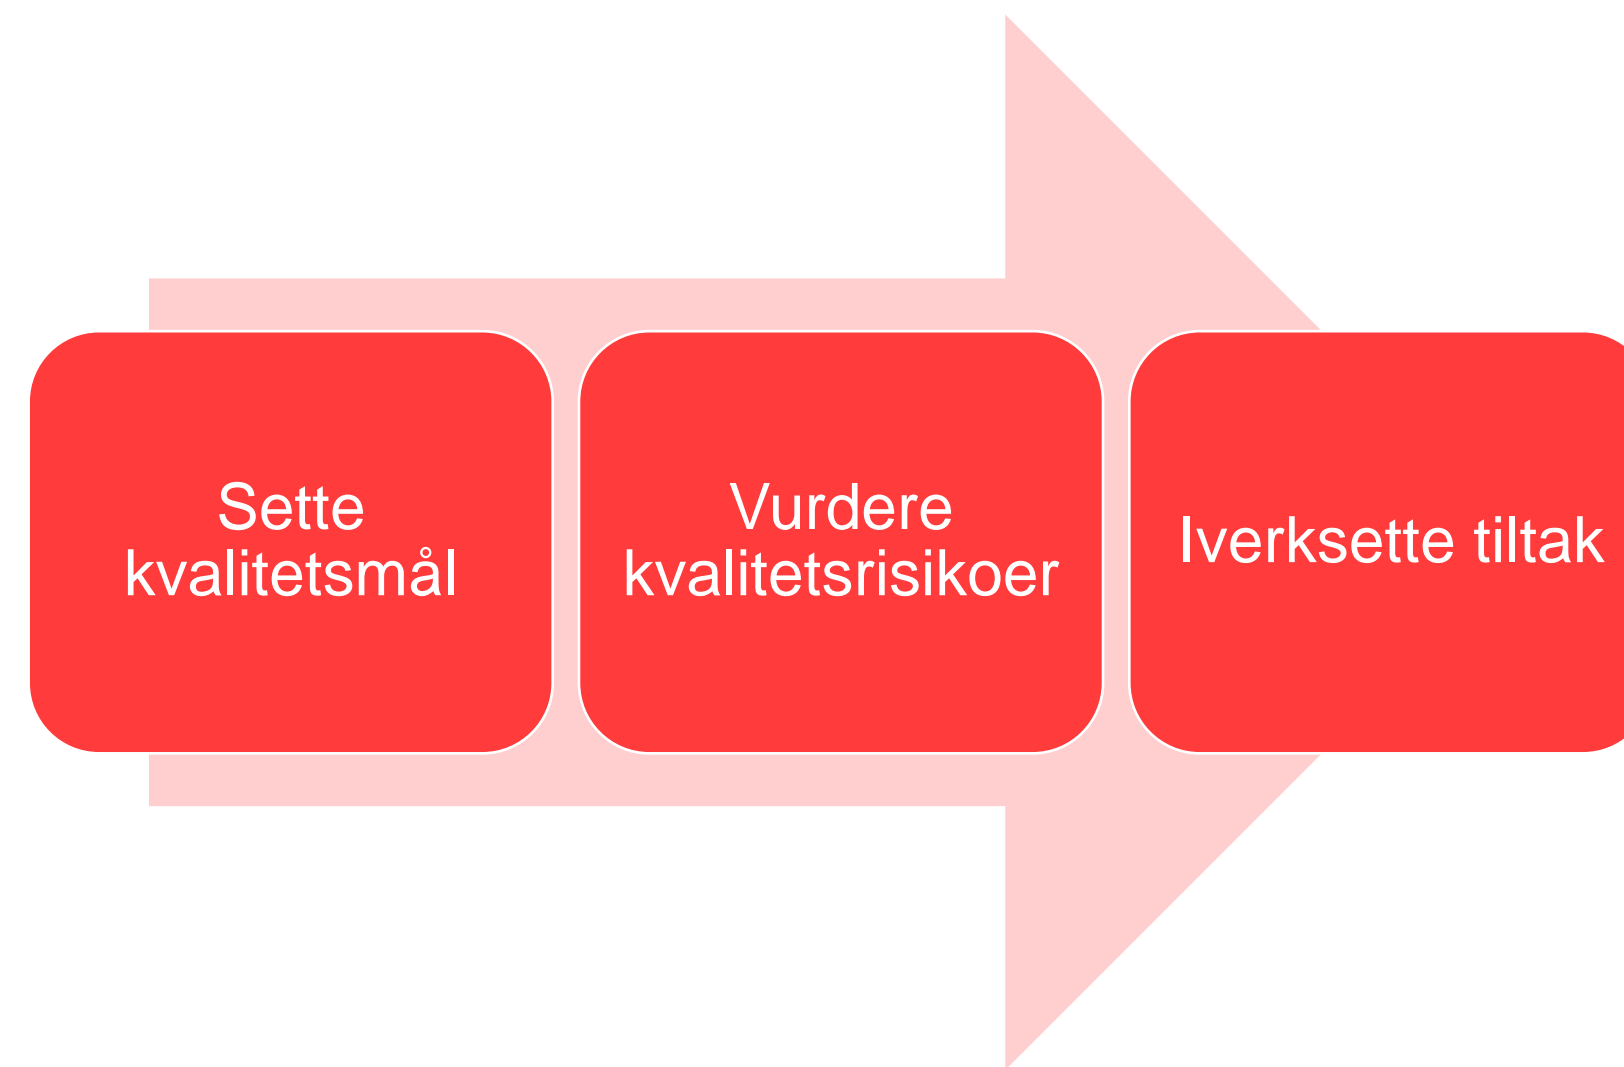 Sette
kvalitetsmål
Vurdere
kvalitetsrisikoer
Iverksette tiltak